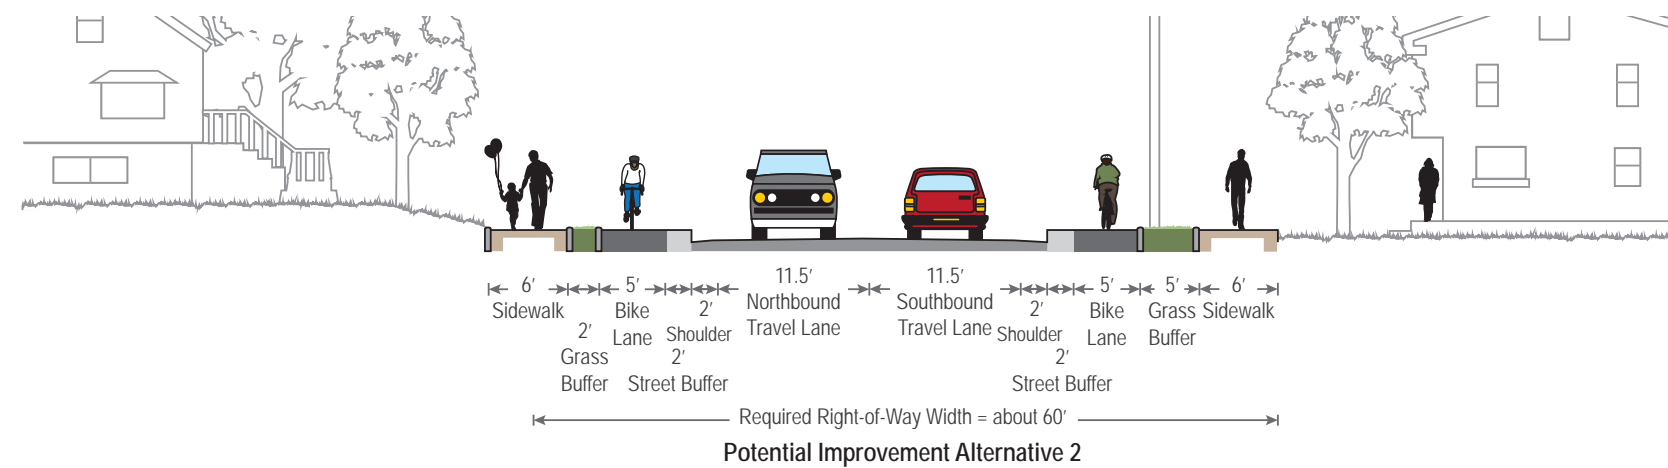 6′
Sidewalk
2′
Grass
Buffer
5′
Bike
Lane
2′
Shoulder
2′
Street Buffer
11.5′
Northbound
Travel Lane
11.5′
Southbound
Travel Lane
2′
Shoulder
2′
Street Buffer
5′
Bike
Lane
5′
Grass
Buffer
6′
Sidewalk
Required Right-of-Way Width = about 60′
Potential Improvement Alternative 2